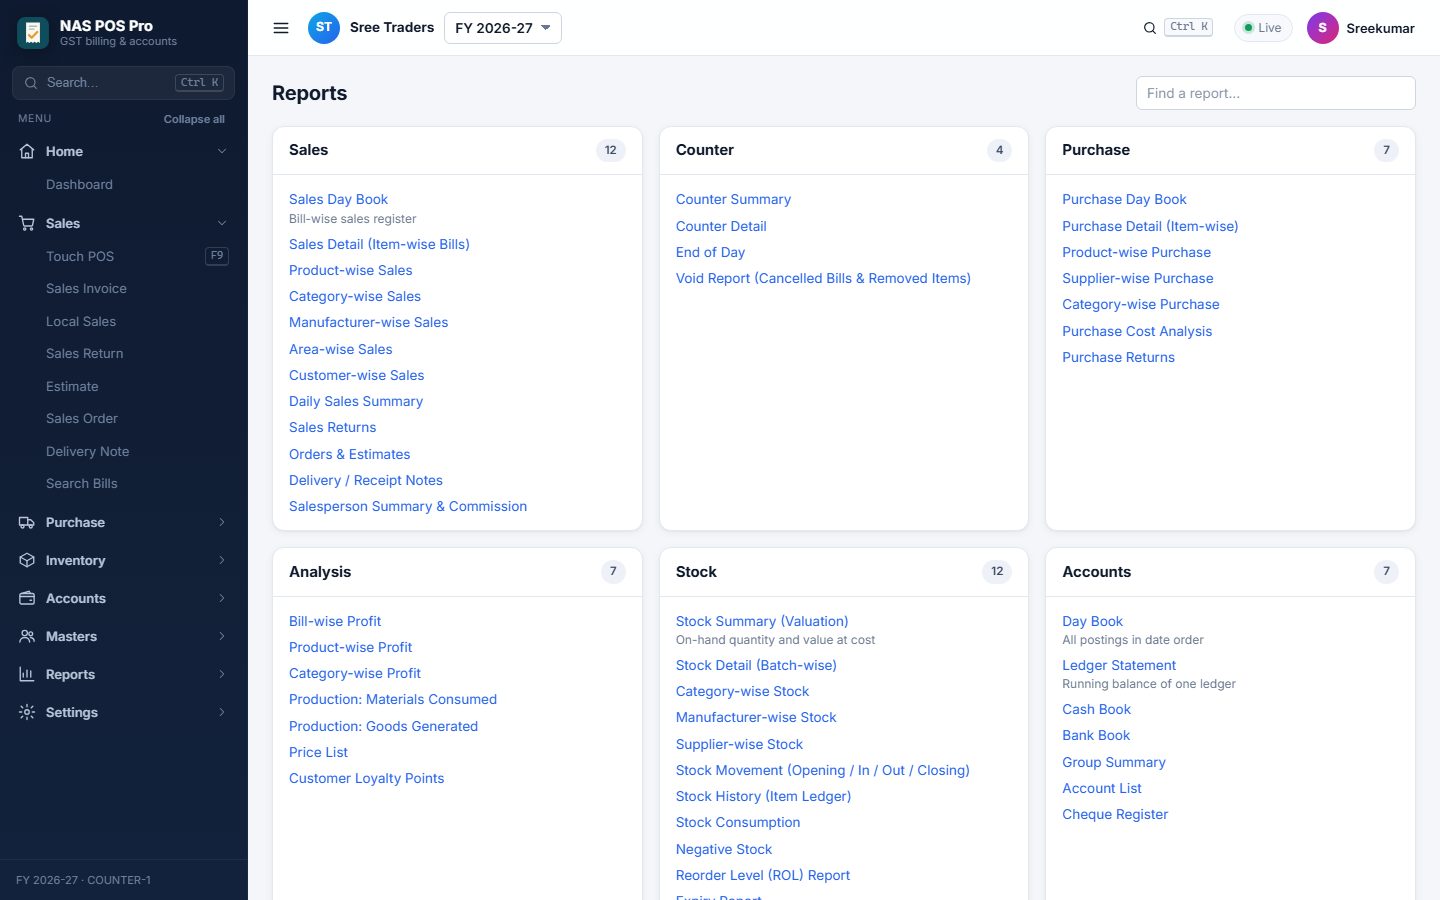 NAS POS Pro
GST billing & accounts
Search...
Ctrl K
MENU
Collapse all
Home
Dashboard
Sales
Touch POS
F9
Sales Invoice
Local Sales
Sales Return
Estimate
Sales Order
Delivery Note
Search Bills
Purchase
Inventory
Accounts
Masters
Reports
Settings
FY 2026-27 · COUNTER-1
ST
Sree Traders
FY 2026-27
Ctrl K
Live
S
Sreekumar
Reports
Find a report...
Sales
12
Sales Day Book
Bill-wise sales register
Sales Detail (Item-wise Bills)
Product-wise Sales
Category-wise Sales
Manufacturer-wise Sales
Area-wise Sales
Customer-wise Sales
Daily Sales Summary
Sales Returns
Orders & Estimates
Delivery / Receipt Notes
Salesperson Summary & Commission
Counter
4
Counter Summary
Counter Detail
End of Day
Void Report (Cancelled Bills & Removed Items)
Purchase
7
Purchase Day Book
Purchase Detail (Item-wise)
Product-wise Purchase
Supplier-wise Purchase
Category-wise Purchase
Purchase Cost Analysis
Purchase Returns
Analysis
7
Bill-wise Profit
Product-wise Profit
Category-wise Profit
Production: Materials Consumed
Production: Goods Generated
Price List
Customer Loyalty Points
Stock
12
Stock Summary (Valuation)
On-hand quantity and value at cost
Stock Detail (Batch-wise)
Category-wise Stock
Manufacturer-wise Stock
Supplier-wise Stock
Stock Movement (Opening / In / Out / Closing)
Stock History (Item Ledger)
Stock Consumption
Negative Stock
Reorder Level (ROL) Report
Expiry Report
Accounts
7
Day Book
All postings in date order
Ledger Statement
Running balance of one ledger
Cash Book
Bank Book
Group Summary
Account List
Cheque Register